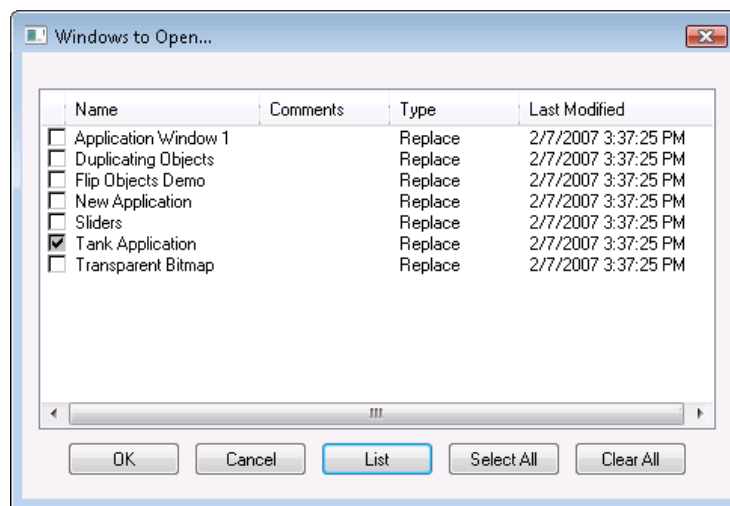 Windows to Open...
Name Comments Type Last Modified
Application Window 1 Replace 2/7/2007 3:37:25 PM
Duplicating Objects Replace 2/7/2007 3:37:25 PM
Flip Objects Demo Replace 2/7/2007 3:37:25 PM
New Application Replace 2/7/2007 3:37:25 PM
Sliders Replace 2/7/2007 3:37:25 PM
Tank Application Replace 2/7/2007 3:37:25 PM
Transparent Bitmap Replace 2/7/2007 3:37:25 PM
OK Cancel List Select All Clear All